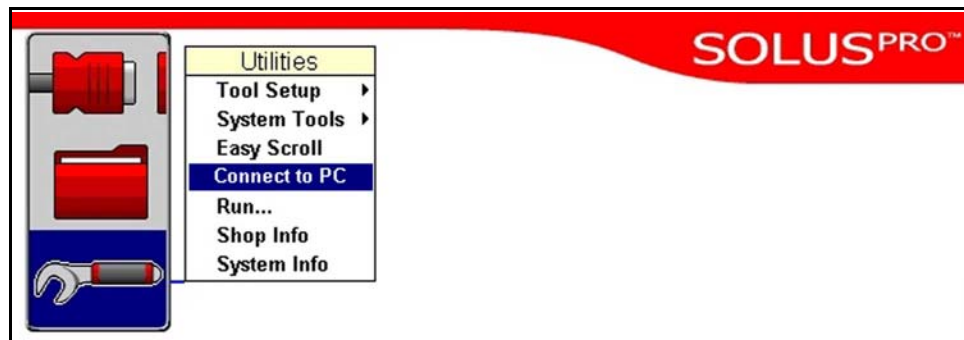 SOLUSPRO™
Utilities
Tool Setup
System Tools
Easy Scroll
Connect to PC
Run...
Shop Info
System Info